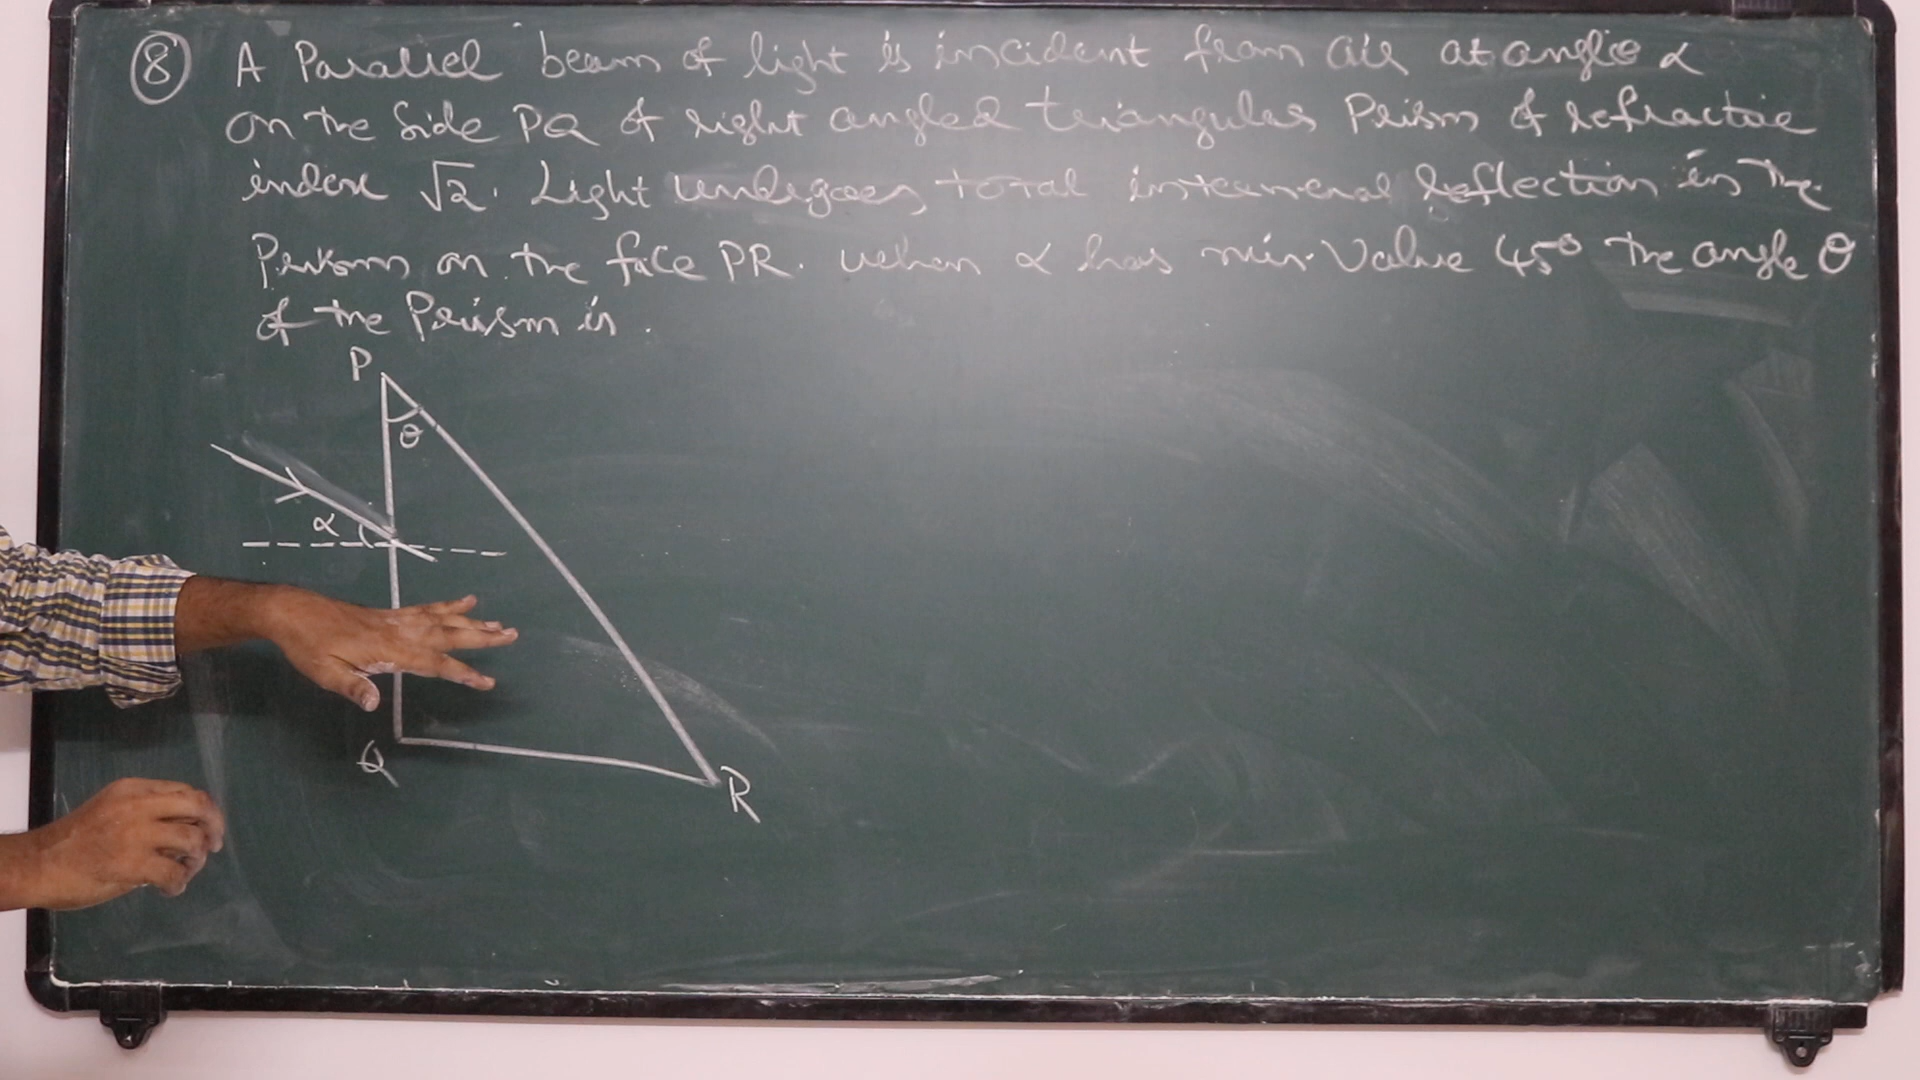 8 A Parallel beam of light is incident from air at angle α
on the side PQ of right angled triangular Prism of refractive
index √2. Light undergoes total internal reflection in the
Prism on the face PR. when α has min. Value 45° the angle θ
of the Prism is .
P
θ
α
Q
R